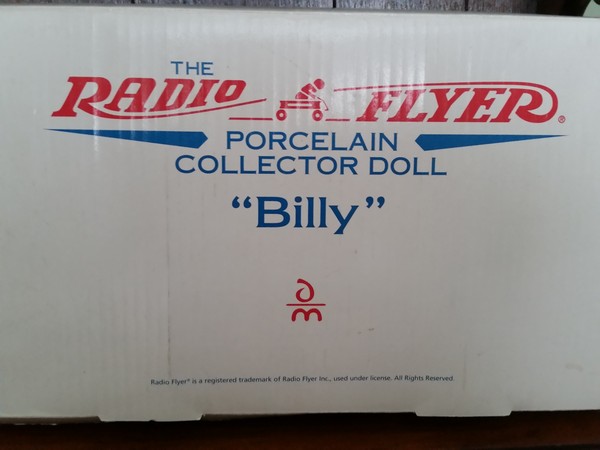 THE
RADIO FLYER®
PORCELAIN
COLLECTOR DOLL
“Billy”
Radio Flyer® is a registered trademark of Radio Flyer Inc., used under license. All Rights Reserved.